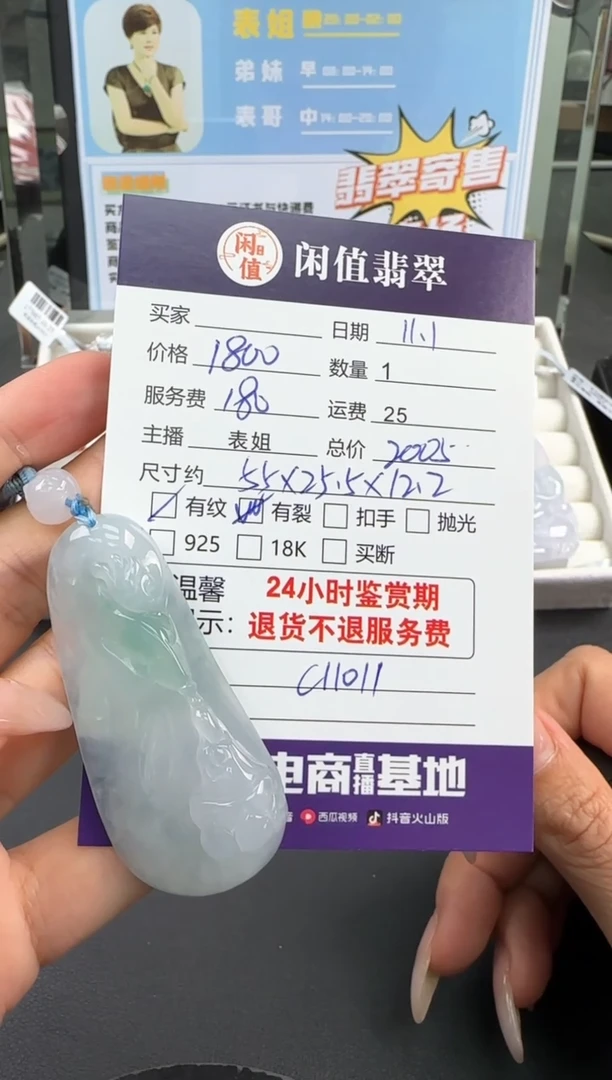 表姐
弟妹 早
表哥 中14:00-20:00
翡翠寄售
闲值
闲值翡翠
买家
日期 11.1
价格 1800
数量 1
服务费 180
运费 25
主播 表姐
总价 2005
尺寸约 55X25.5X12.2
有纹 有裂 扣手 抛光
925 18K 买断
温馨 24小时鉴赏期
示: 退货不退服务费
C11011
电商直播基地
西瓜视频 抖音火山版